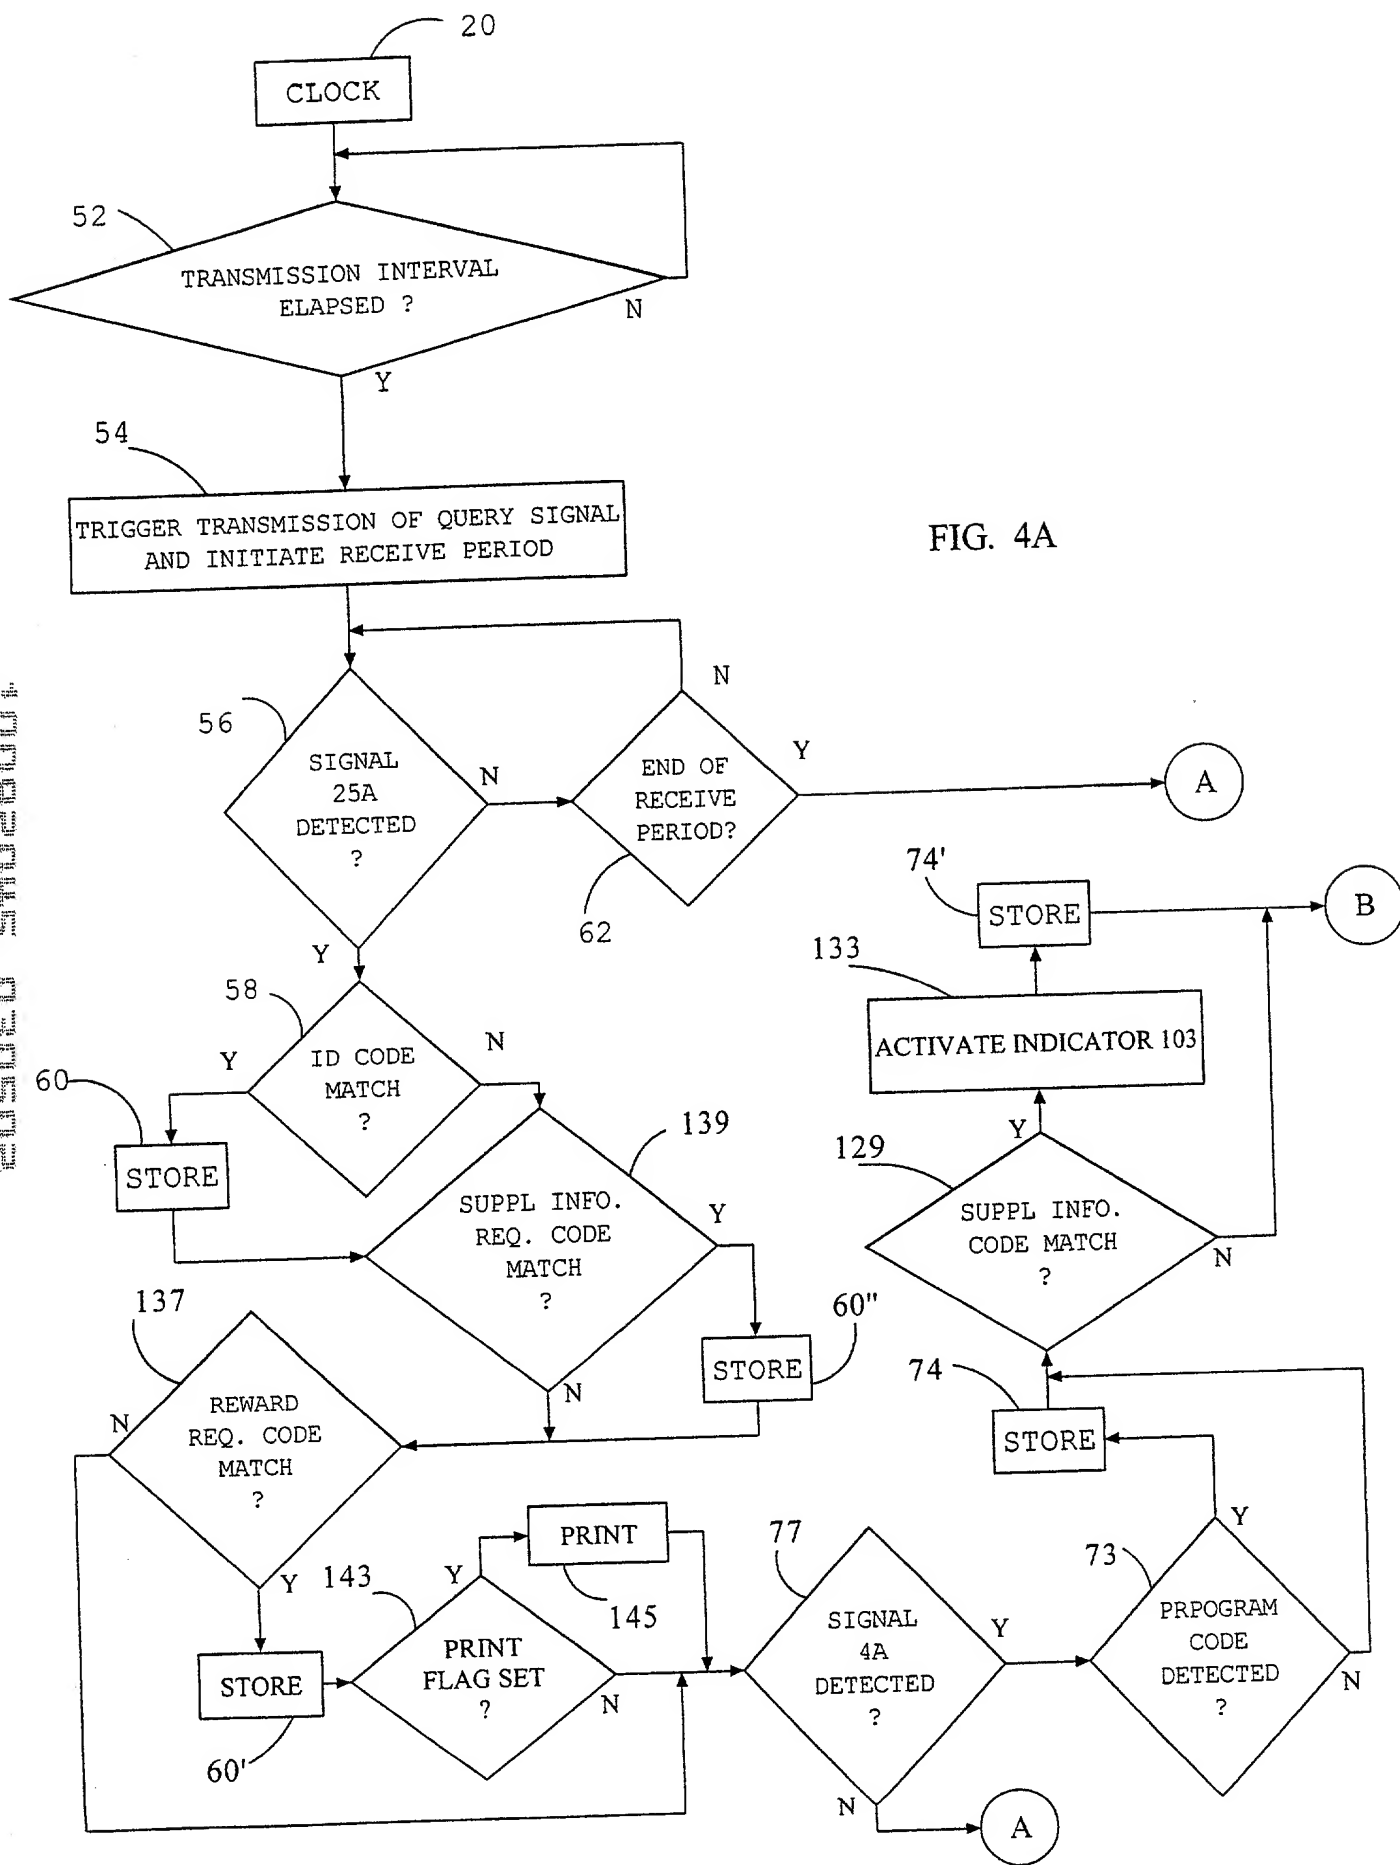 20
CLOCK
52
TRANSMISSION INTERVAL
ELAPSED ?
N
Y
54
TRIGGER TRANSMISSION OF QUERY SIGNAL
AND INITIATE RECEIVE PERIOD
FIG. 4A
56
SIGNAL
25A
DETECTED
?
N
Y
END OF
RECEIVE
PERIOD?
N
Y
62
A
74'
STORE
B
133
ACTIVATE INDICATOR 103
58
ID CODE
MATCH
?
Y
N
60
STORE
139
SUPPL INFO.
REQ. CODE
MATCH
?
Y
N
60"
STORE
129
SUPPL INFO.
CODE MATCH
?
Y
N
137
REWARD
REQ. CODE
MATCH
?
N
Y
74
STORE
STORE
60'
143
PRINT
FLAG SET
?
Y
N
PRINT
145
77
SIGNAL
4A
DETECTED
?
Y
N
A
73
PRPOGRAM
CODE
DETECTED
?
Y
N